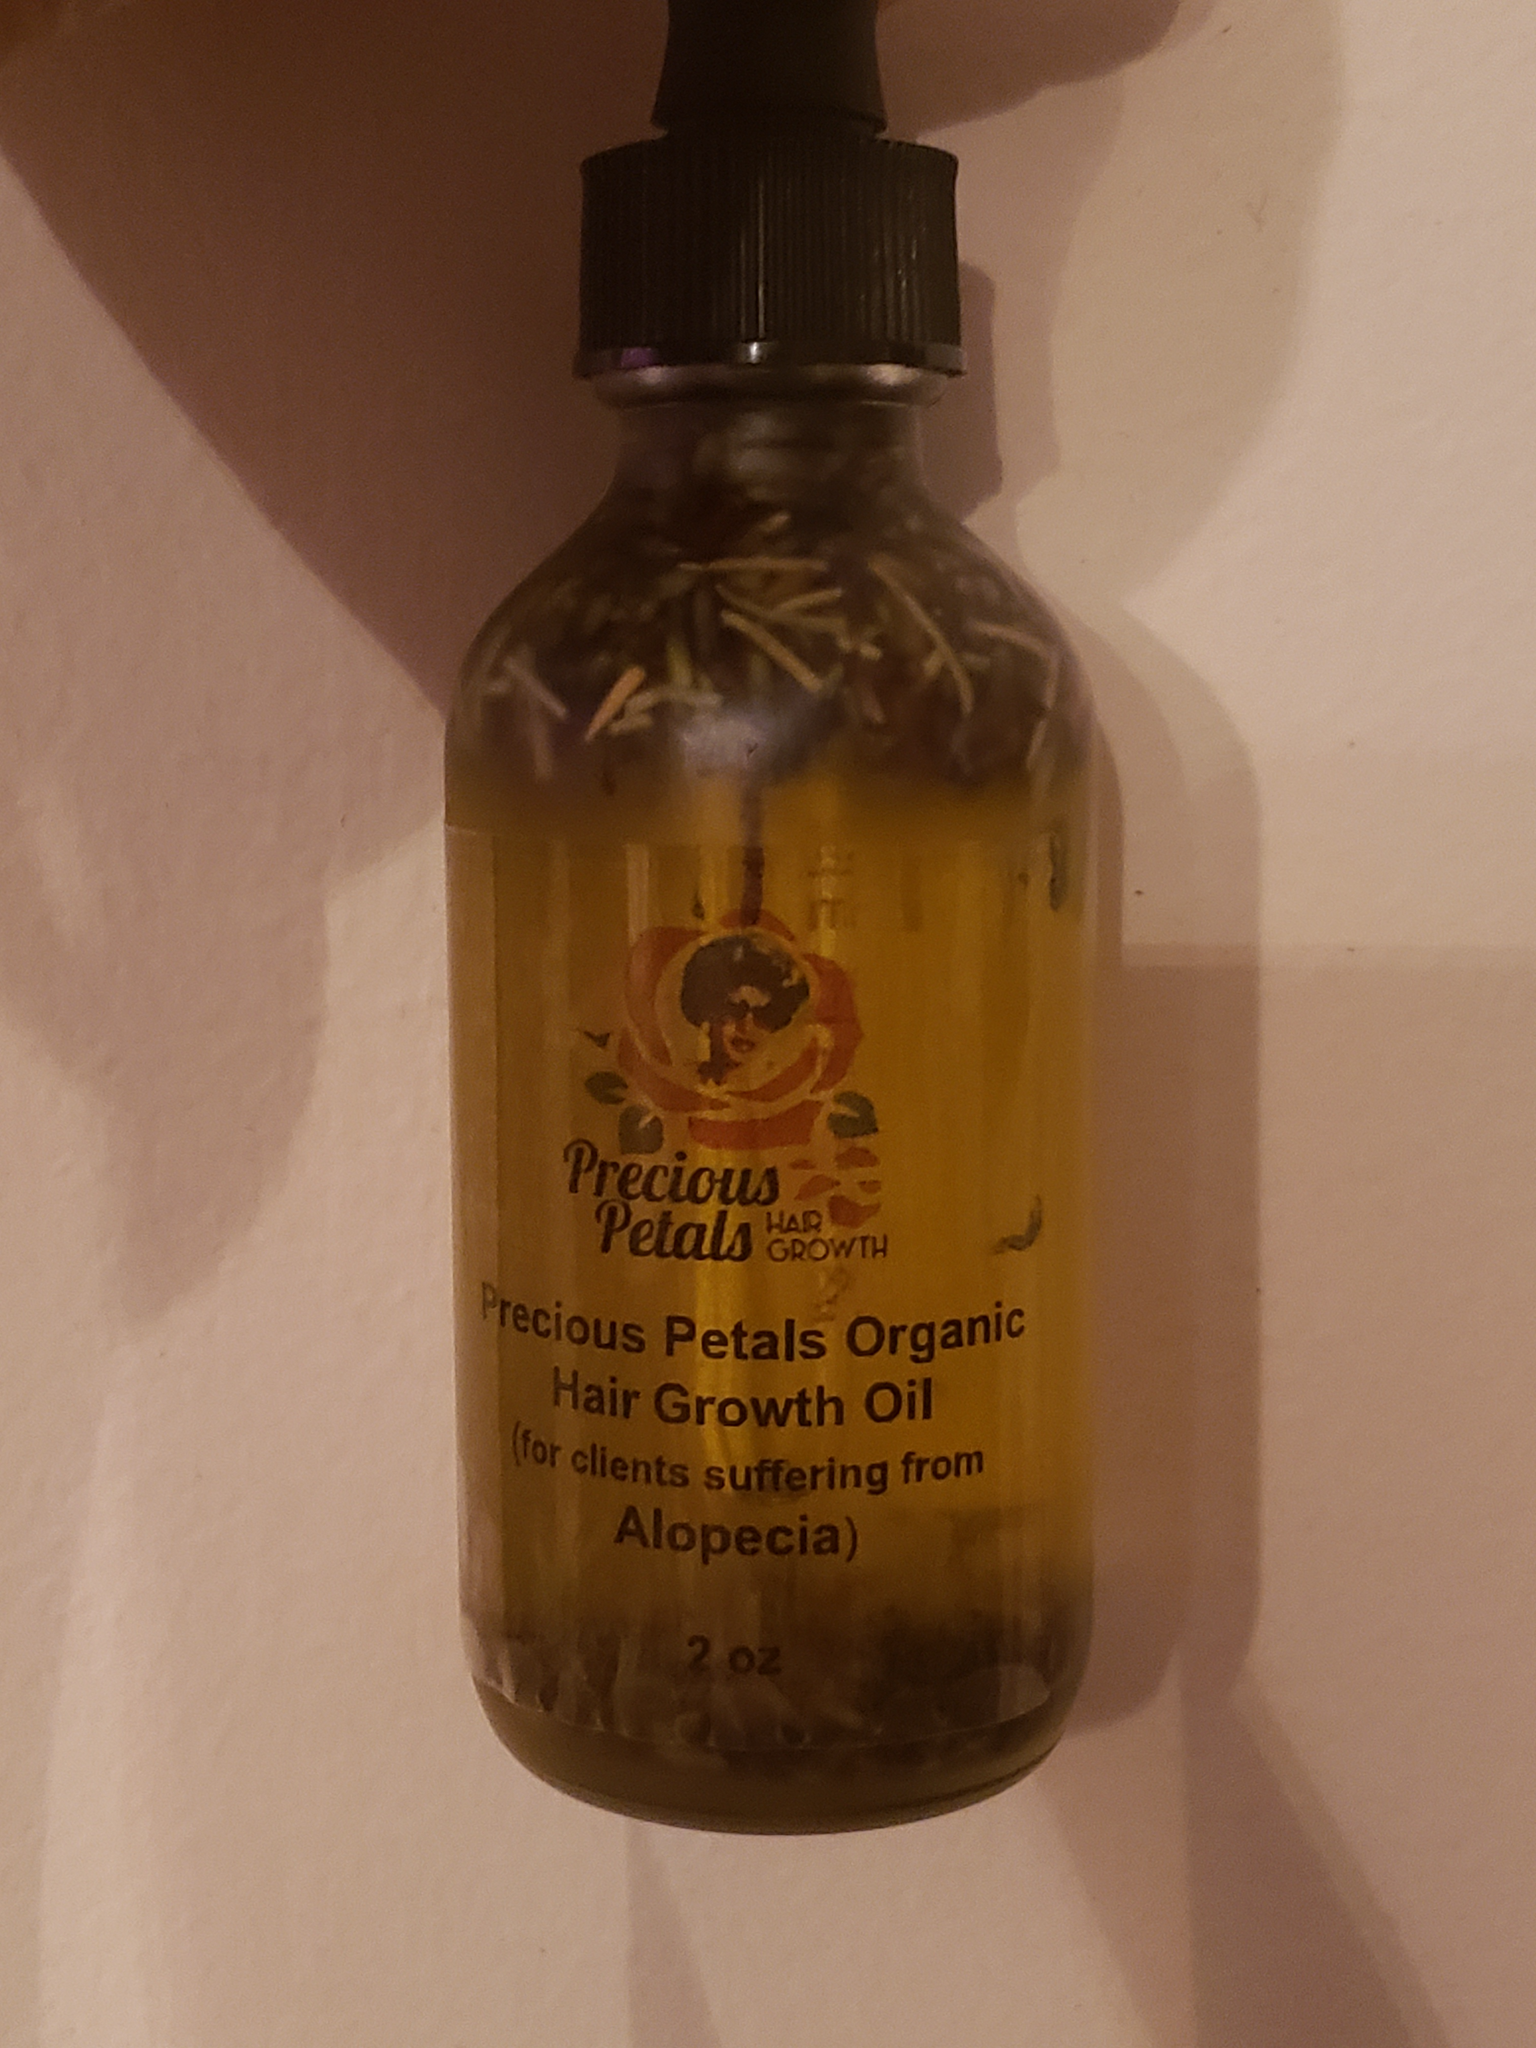 Precious
Petals HAIR
GROWTH
Precious Petals Organic
Hair Growth Oil
(for clients suffering from
Alopecia)
2 oz